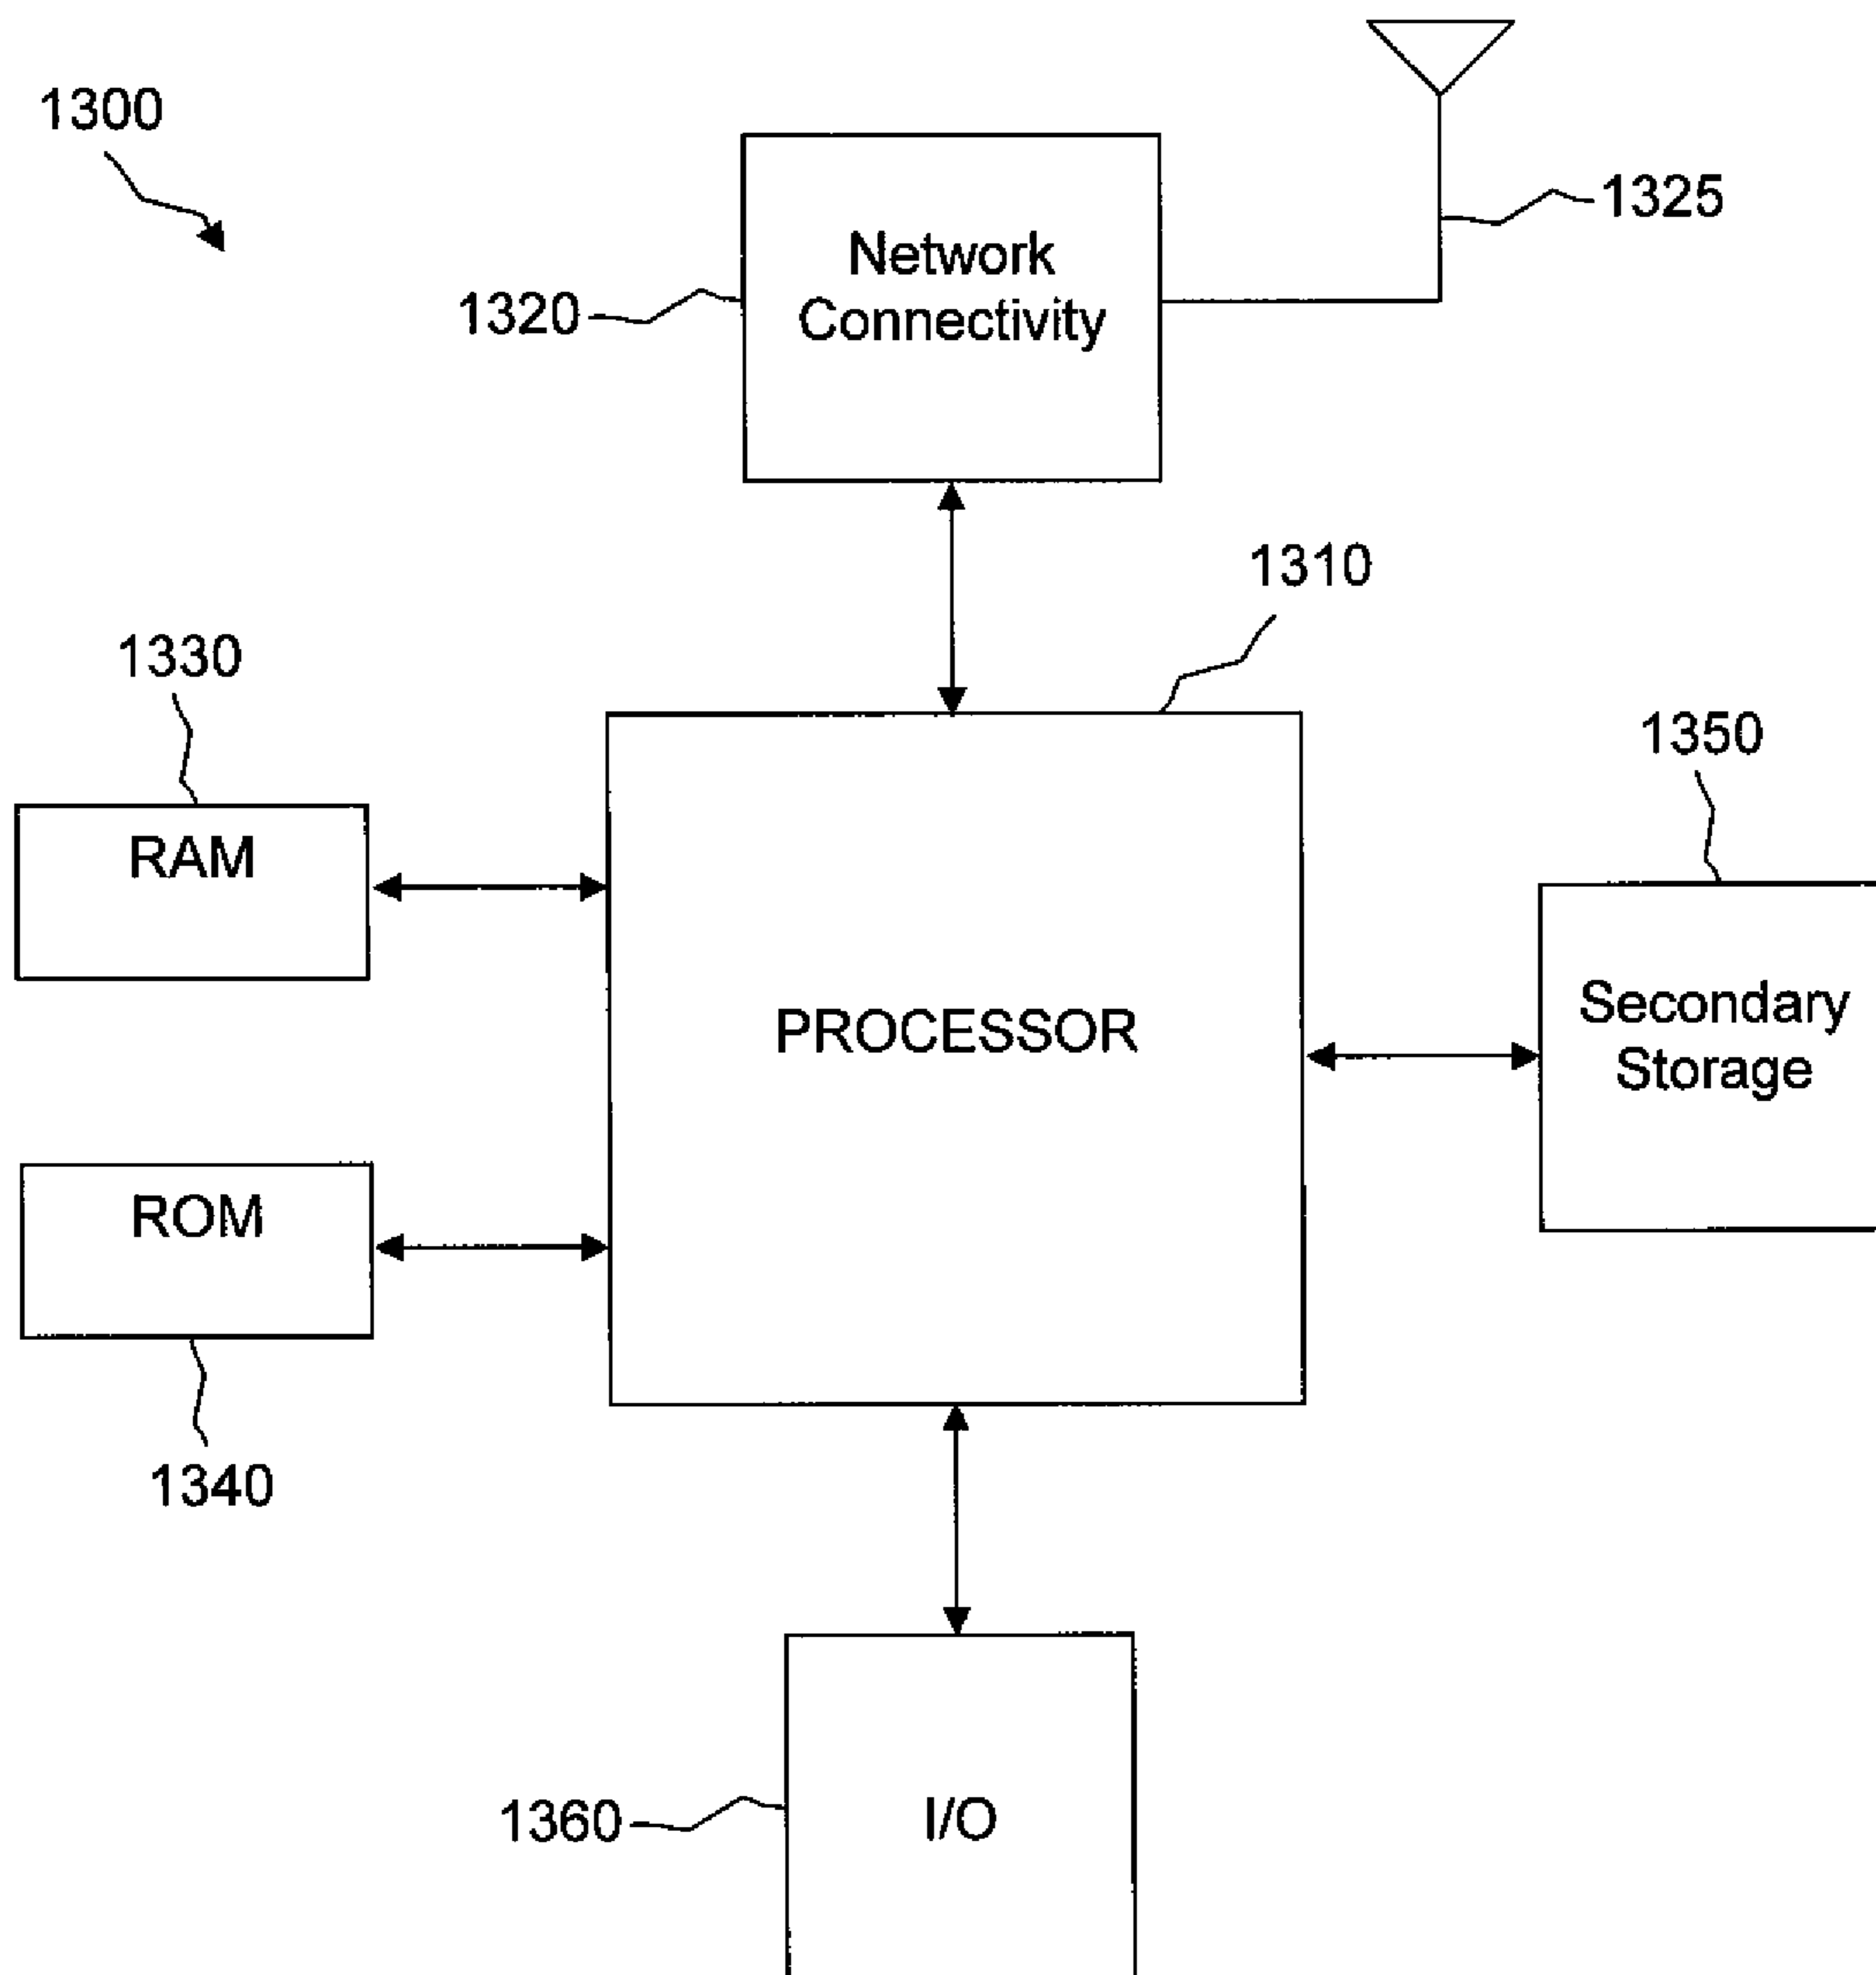 1300
1325
Network
Connectivity
1320
1310
1330
1350
RAM
Secondary
Storage
PROCESSOR
ROM
1340
1360
I/O